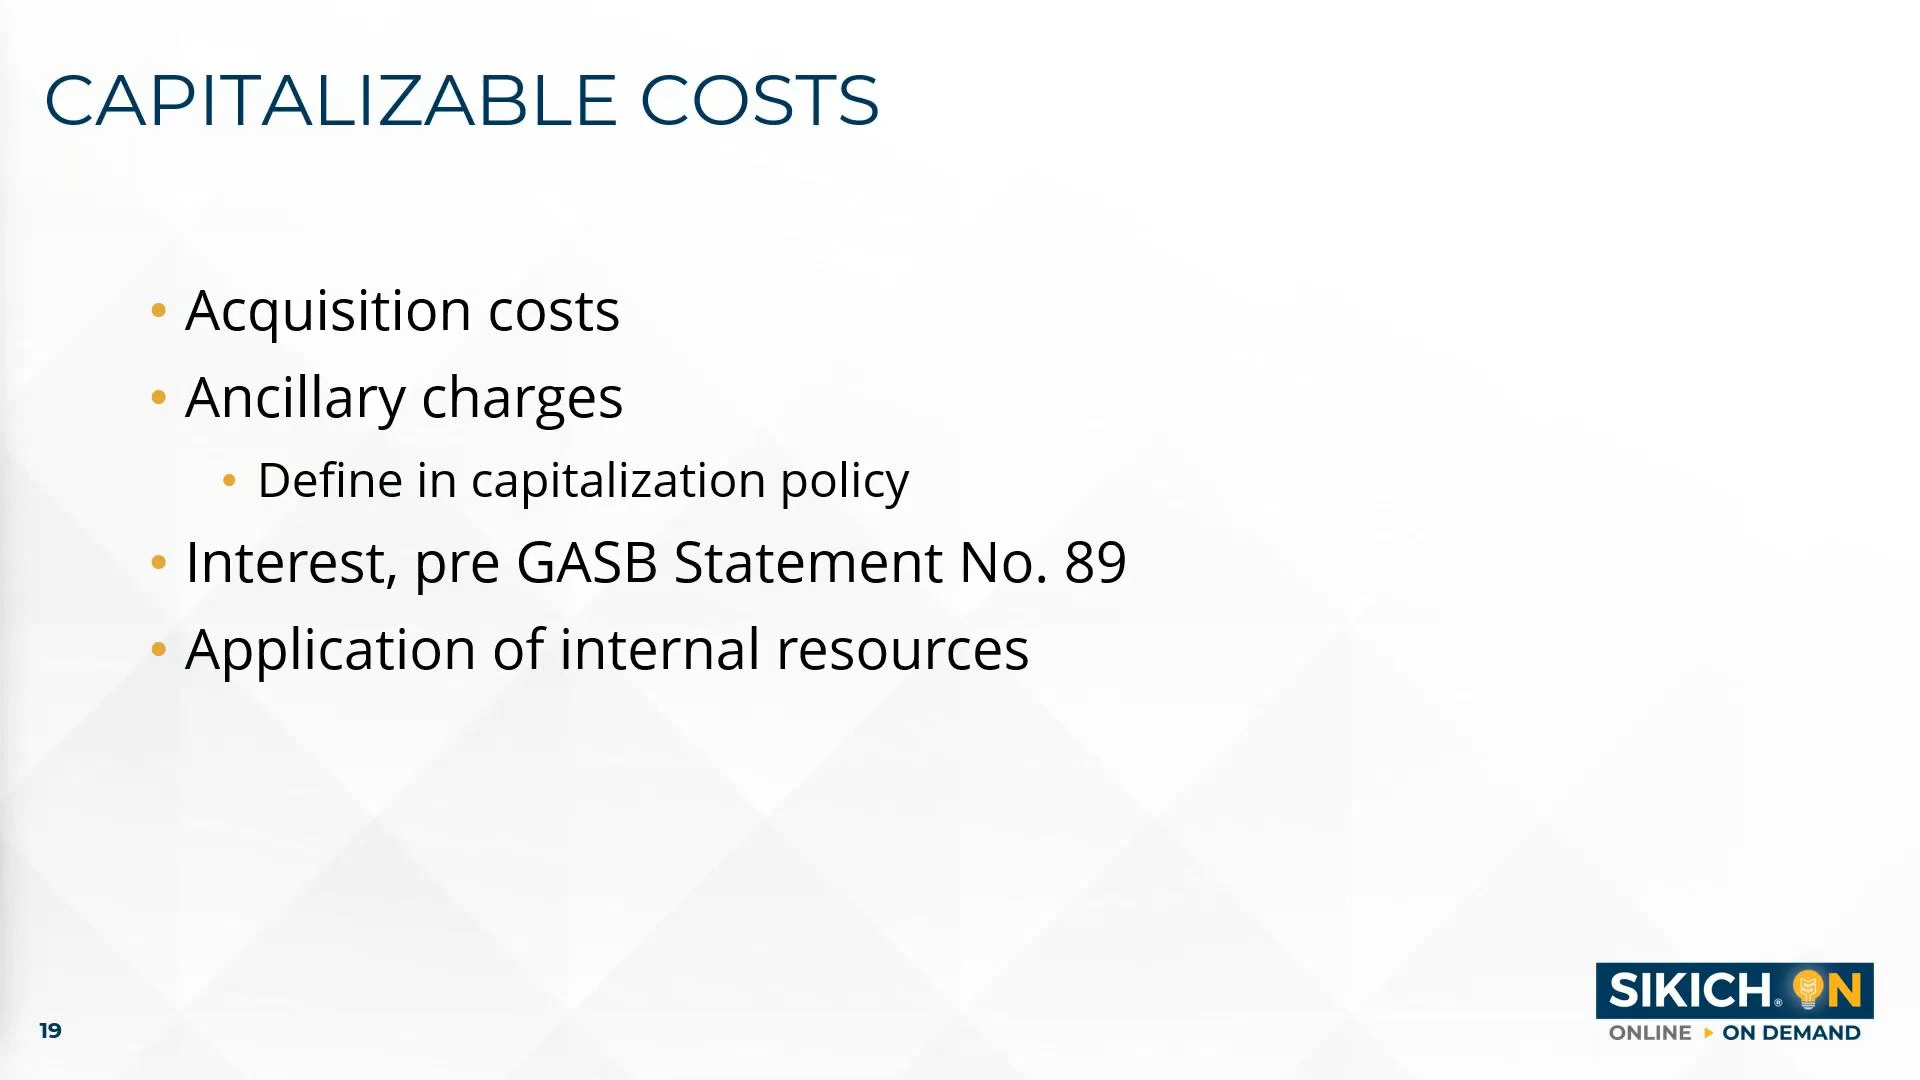 CAPITALIZABLE COSTS
• Acquisition costs
• Ancillary charges
• Define in capitalization policy
• Interest, pre GASB Statement No. 89
• Application of internal resources
19
SIKICH® ON
ONLINE ▸ ON DEMAND